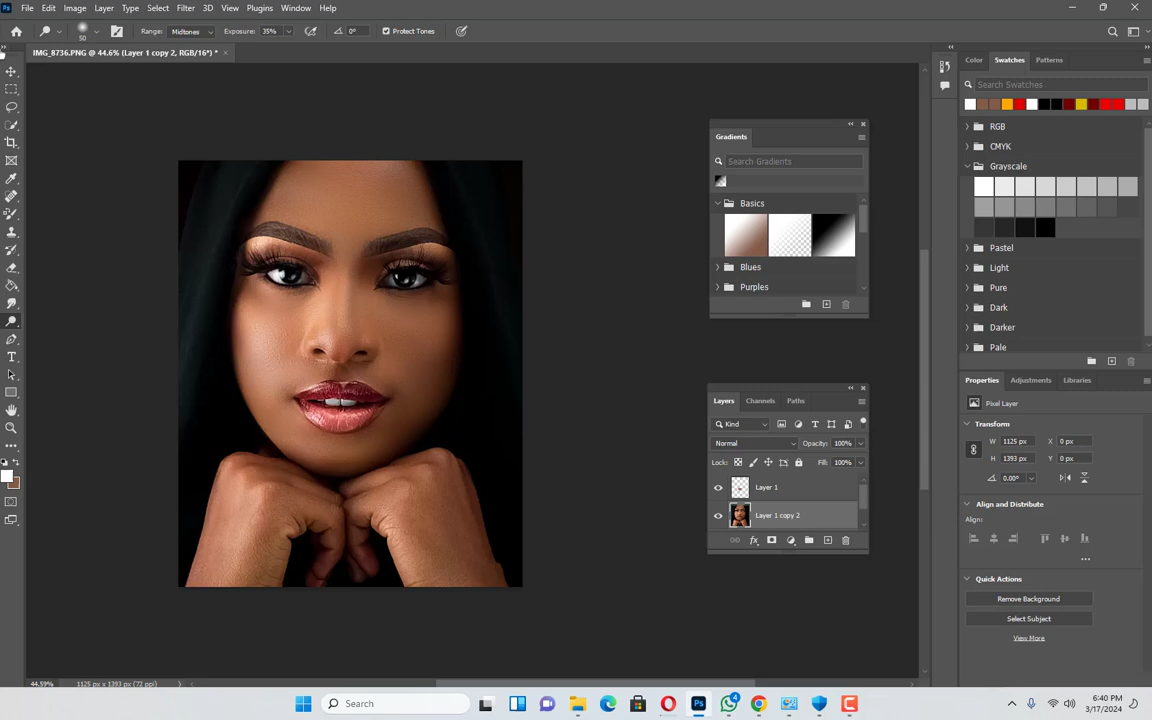 Ps File Edit Image Layer Type Select Filter 3D View Plugins Window Help
50 Range: Midtones Exposure: 35% 0° Protect Tones
IMG_8736.PNG @ 44.6% (Layer 1 copy 2, RGB/16*) *
Color Swatches Patterns
Search Swatches
RGB
CMYK
Grayscale
Pastel
Light
Pure
Dark
Darker
Pale
Gradients
Search Gradients
Basics
Blues
Purples
Layers Channels Paths
Kind
Normal Opacity: 100%
Lock: Fill: 100%
Layer 1
Layer 1 copy 2
fx
Properties Adjustments Libraries
Pixel Layer
Transform
W 1125 px X 0 px
H 1393 px Y 0 px
0.00°
Align and Distribute
Align:
Quick Actions
Remove Background
Select Subject
View More
44.59% 1125 px x 1393 px (72 ppi)
Search
Ps
4
6:40 PM
3/17/2024